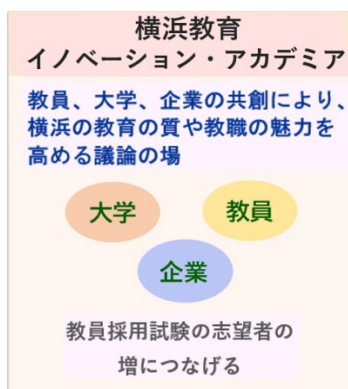 横浜教育
イノベーション・アカデミア
教員、大学、企業の共創により、
横浜の教育の質や教職の魅力を
高める議論の場
大学
教員
企業
教員採用試験の志望者の
増につなげる